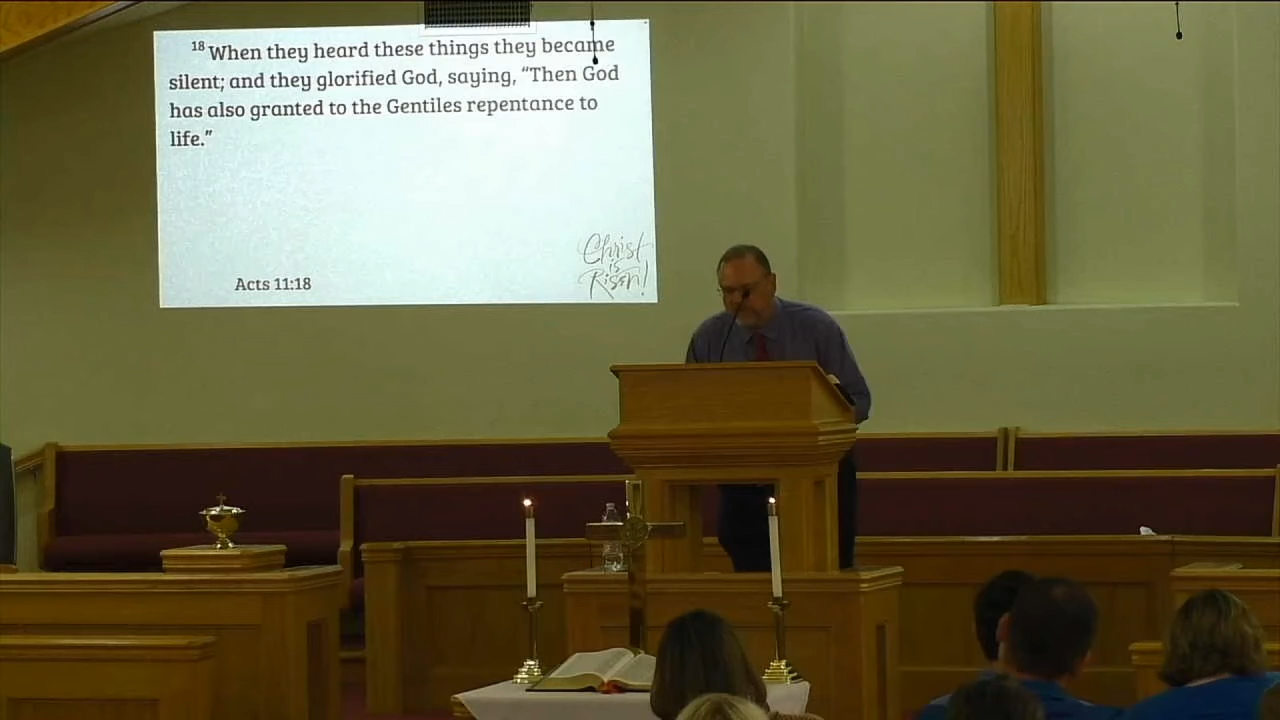 18 When they heard these things they became
silent; and they glorified God, saying, “Then God
has also granted to the Gentiles repentance to
life.”
Christ
is
Risen!
Acts 11:18